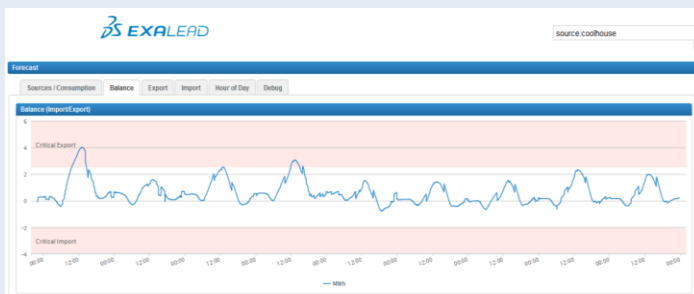 3S EXALEAD
source:coolhouse
Forecast
Sources / Consumption Balance Export Import Hour of Day Debug
Balance (Import/Export)
6
Critical Export
4
2
0
-2
Critical Import
-4
00:00 12:00 00:00 12:00 00:00 12:00 00:00 12:00 00:00 12:00 00:00 12:00 00:00 12:00 00:00 12:00 00:00 12:00 00:00
MWh